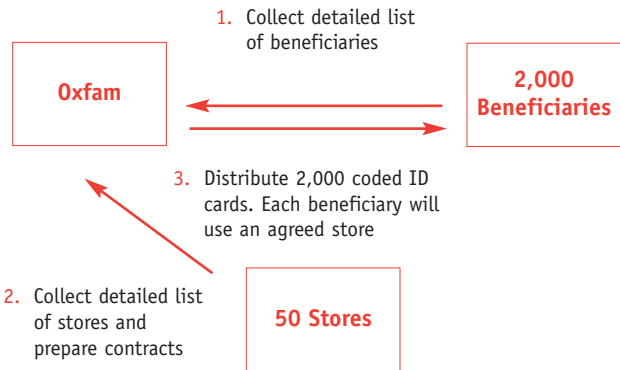 1. Collect detailed list
of beneficiaries
Oxfam
2,000
Beneficiaries
3. Distribute 2,000 coded ID
cards. Each beneficiary will
use an agreed store
2. Collect detailed list
of stores and
prepare contracts
50 Stores